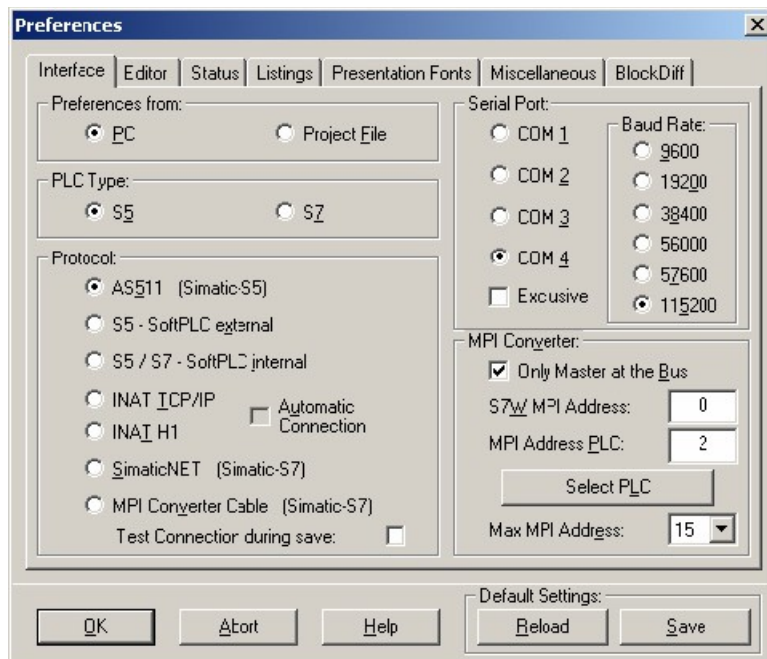 Preferences
Interface Editor Status Listings Presentation Fonts Miscellaneous BlockDiff
Preferences from:
PC Project File
PLC Type:
S5 S7
Protocol:
AS511 (Simatic-S5)
S5 - SoftPLC external
S5 / S7 - SoftPLC internal
INAT TCP/IP
INAT H1
Automatic
Connection
SimaticNET (Simatic-S7)
MPI Converter Cable (Simatic-S7)
Test Connection during save:
Serial Port:
COM 1
COM 2
COM 3
COM 4
Excusive
Baud Rate:
9600
19200
38400
56000
57600
115200
MPI Converter:
Only Master at the Bus
S7W MPI Address: 0
MPI Address PLC: 2
Select PLC
Max MPI Address: 15
OK Abort Help
Default Settings:
Reload Save